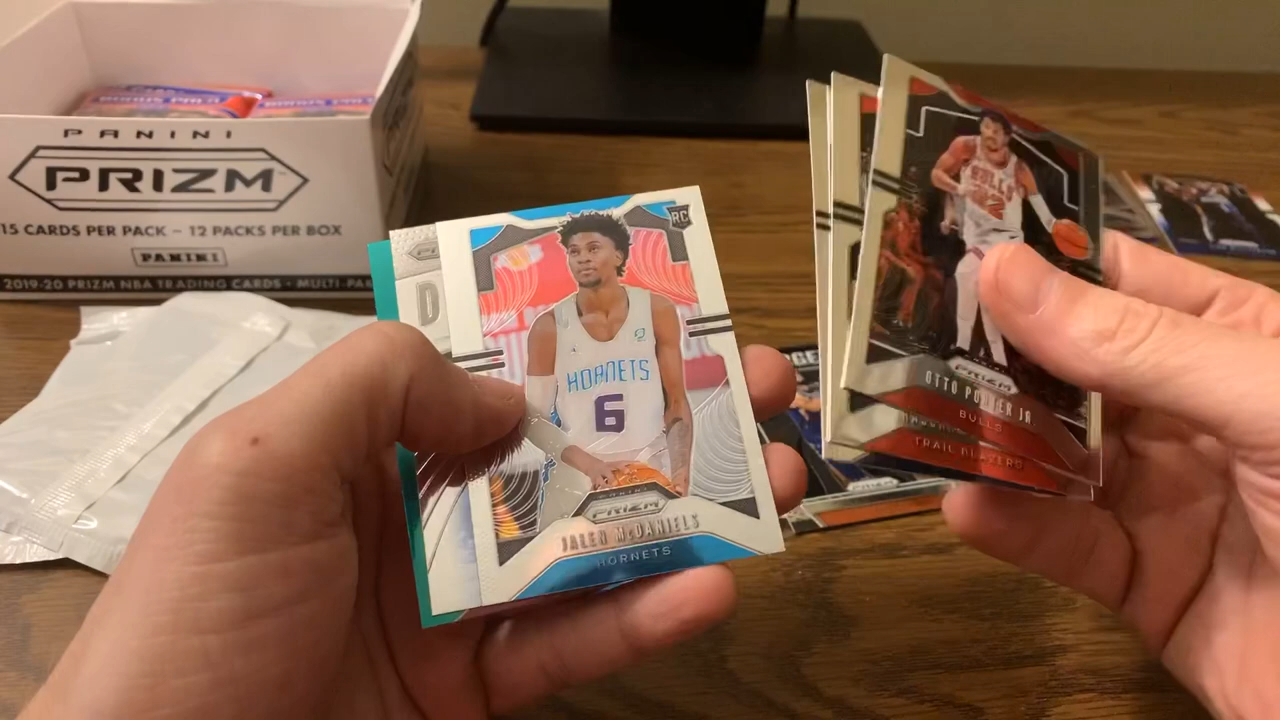 PANINI
PRIZM
15 CARDS PER PACK – 12 PACKS PER BOX
PANINI
2019-20 PRIZM NBA TRADING CARDS • MULTI-PA
D
RC
HORNETS
6
PANINI
PRIZM
JALEN McDANIELS
HORNETS
BULLS
PRIZM
OTTO PORTER JR.
BULLS
TRAIL BLAZERS